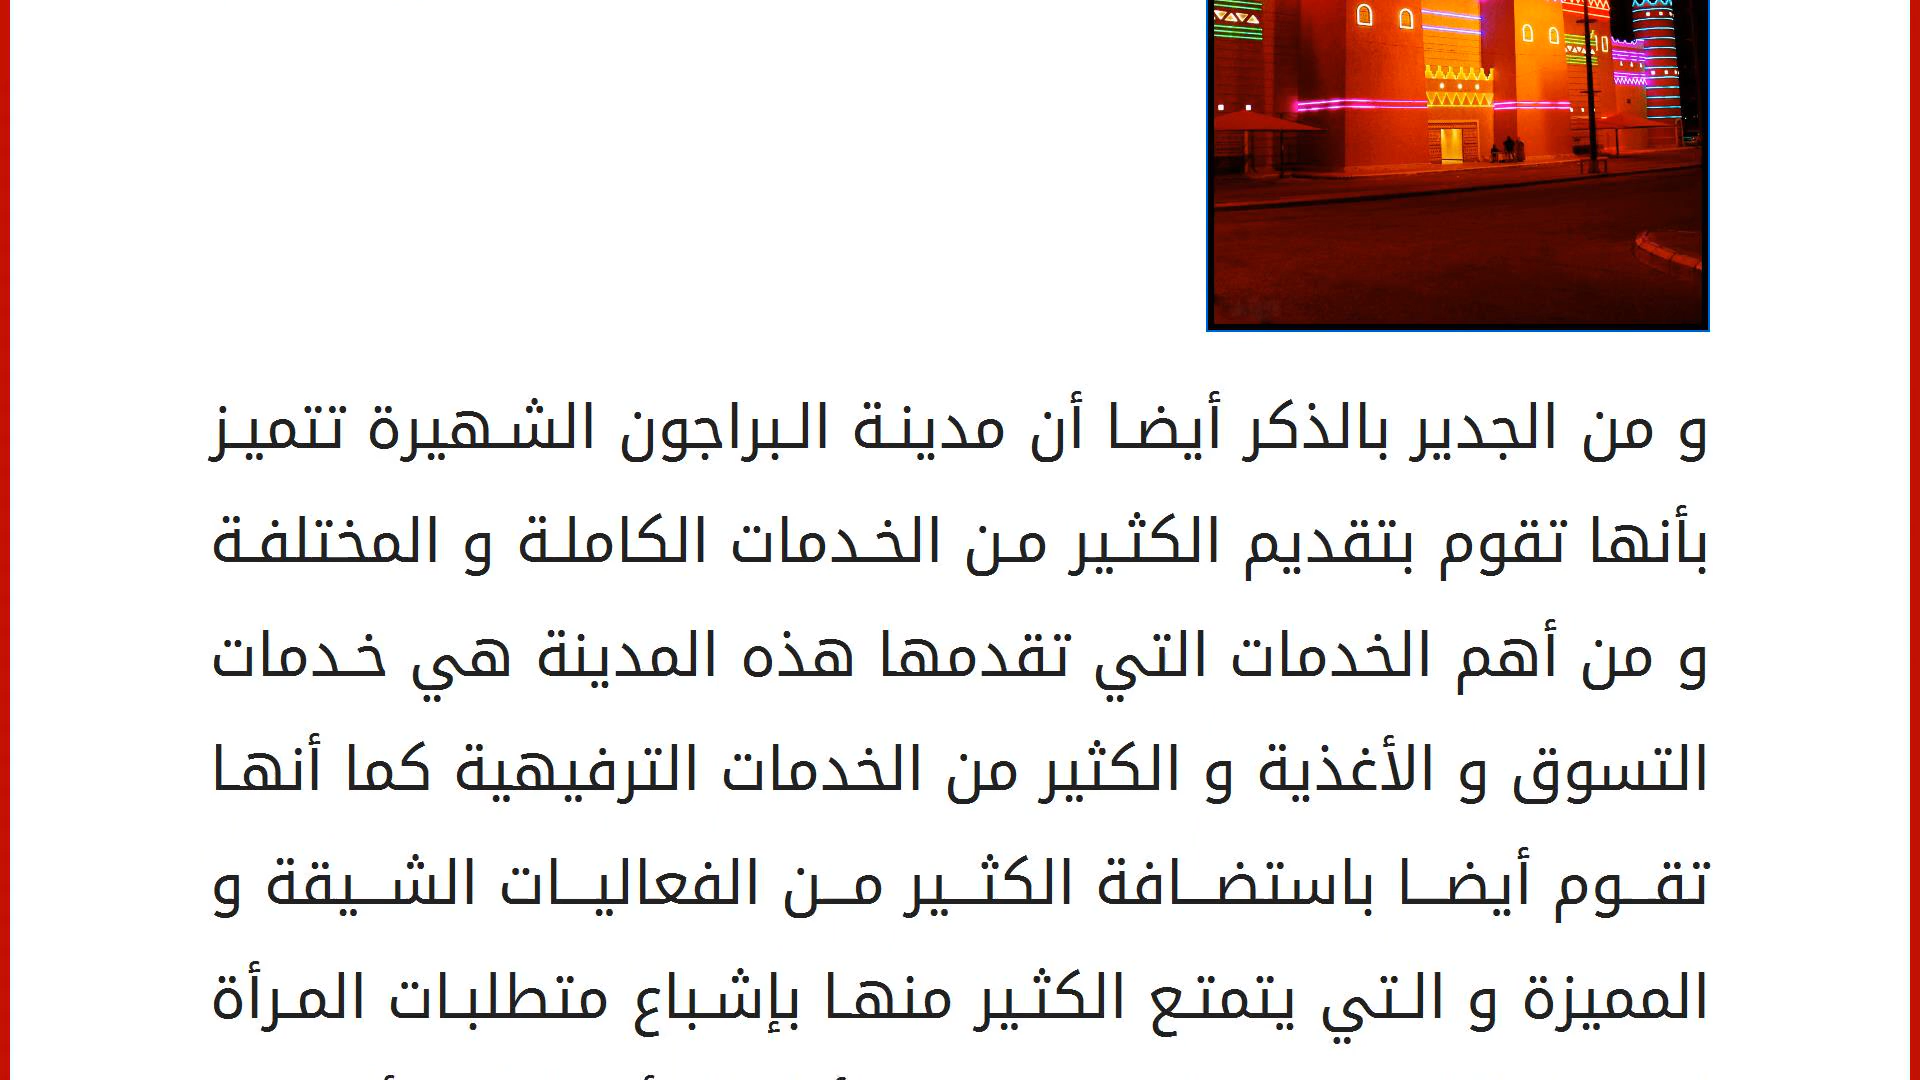 و من الجدير بالذكر أيضا أن مدينة البراجون الشهيرة تتميز
بأنها تقوم بتقديم الكثير من الخدمات الكاملة و المختلفة
و من أهم الخدمات التي تقدمها هذه المدينة هي خدمات
التسوق و الأغذية و الكثير من الخدمات الترفيهية كما أنها
تقوم أيضا باستضافة الكثير من الفعاليات الشيقة و
المميزة و التي يتمتع الكثير منها بإشباع متطلبات المرأة